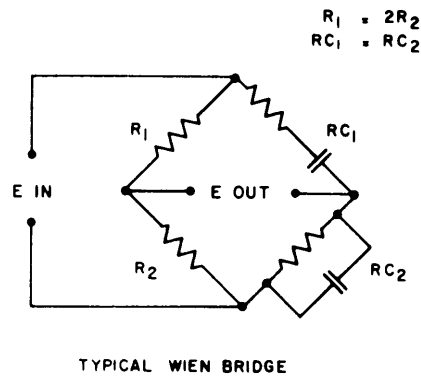 R₁ = 2R₂
RC₁ = RC₂
R₁
RC₁
E IN
E OUT
R₂
RC₂
TYPICAL WIEN BRIDGE